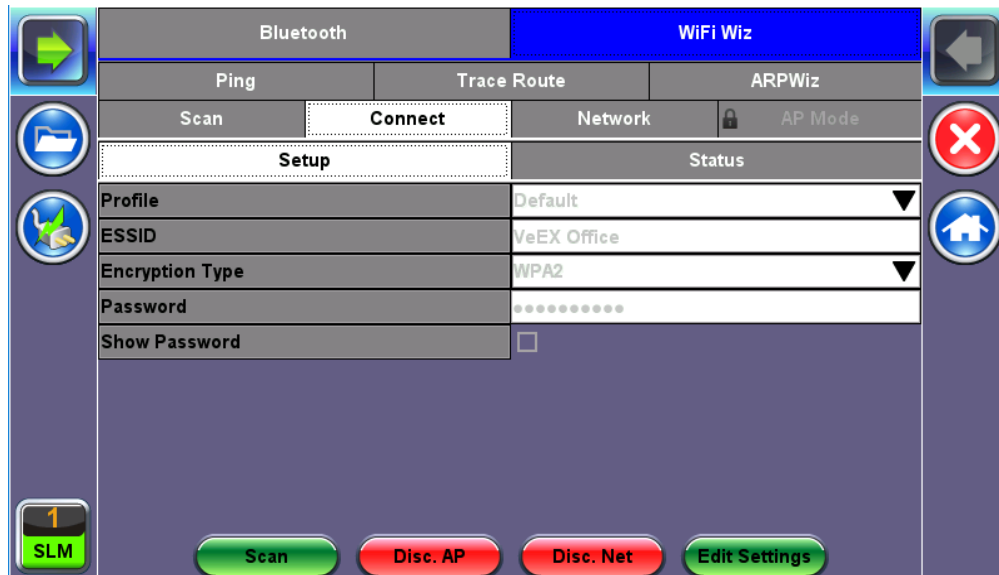 Bluetooth WiFi Wiz
Ping Trace Route ARPWiz
Scan Connect Network AP Mode
Setup Status
Profile Default
ESSID VeEX Office
Encryption Type WPA2
Password ●●●●●●●●●●
Show Password
1
SLM Scan Disc. AP Disc. Net Edit Settings